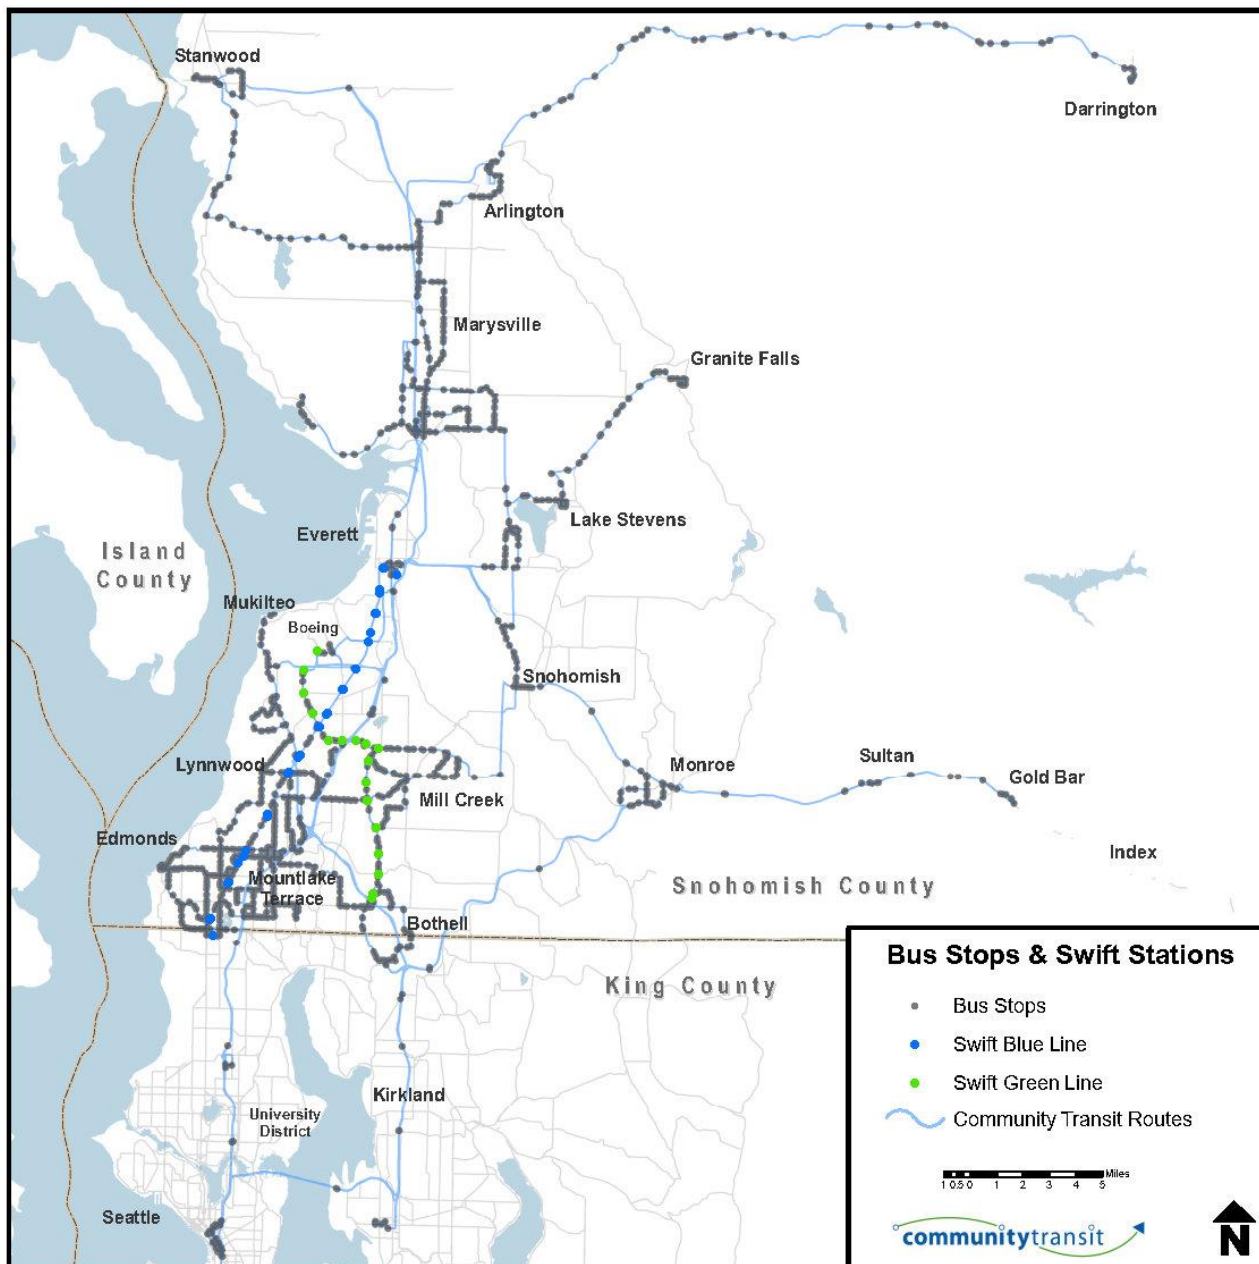 Stanwood
Darrington
Arlington
Marysville
Granite Falls
Lake Stevens
Everett
Island
County
Mukilteo
Boeing
Snohomish
Lynnwood
Monroe
Sultan
Gold Bar
Mill Creek
Edmonds
Index
Mountlake
Terrace
Snohomish County
Bothell
King County
Kirkland
University
District
Seattle
Bus Stops & Swift Stations
Bus Stops
Swift Blue Line
Swift Green Line
Community Transit Routes
Miles
1 0.5 0 1 2 3 4 5
communitytransit
N